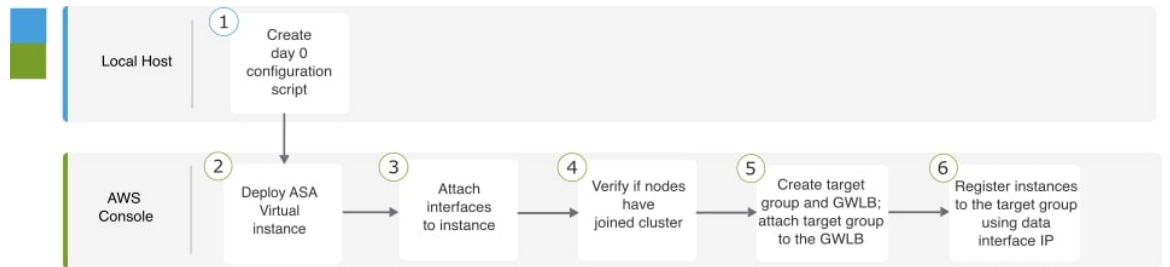 1
Create
day 0
configuration
script
Local Host
2
Deploy ASA
Virtual
instance
3
Attach
interfaces
to instance
4
Verify if nodes
have
joined cluster
5
Create target
group and GWLB;
attach target group
to the GWLB
6
Register instances
to the target group
using data
interface IP
AWS
Console